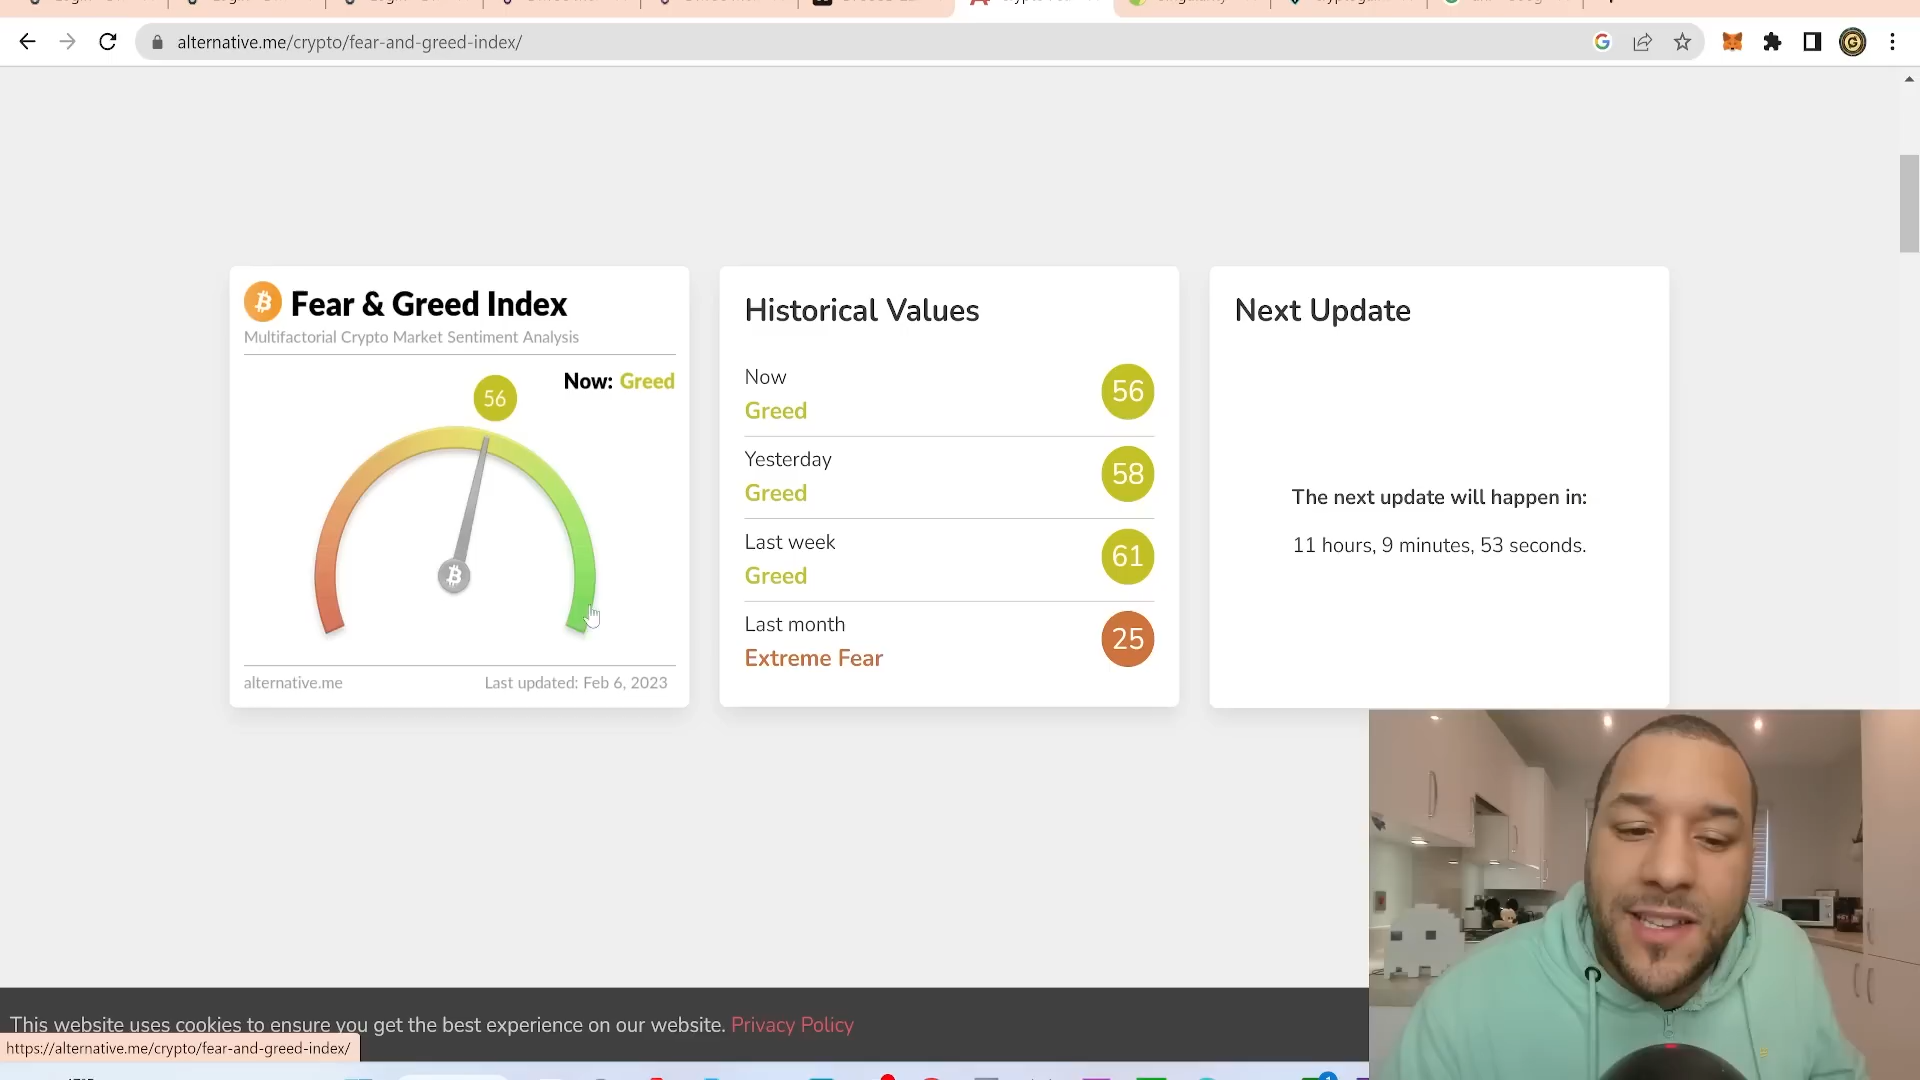 alternative.me/crypto/fear-and-greed-index/
Fear & Greed Index
Multifactorial Crypto Market Sentiment Analysis
Now: Greed
56
alternative.me
Last updated: Feb 6, 2023
Historical Values
Now
Greed
56
Yesterday
Greed
58
Last week
Greed
61
Last month
Extreme Fear
25
Next Update
The next update will happen in:
11 hours, 9 minutes, 53 seconds.
This website uses cookies to ensure you get the best experience on our website. Privacy Policy
https://alternative.me/crypto/fear-and-greed-index/